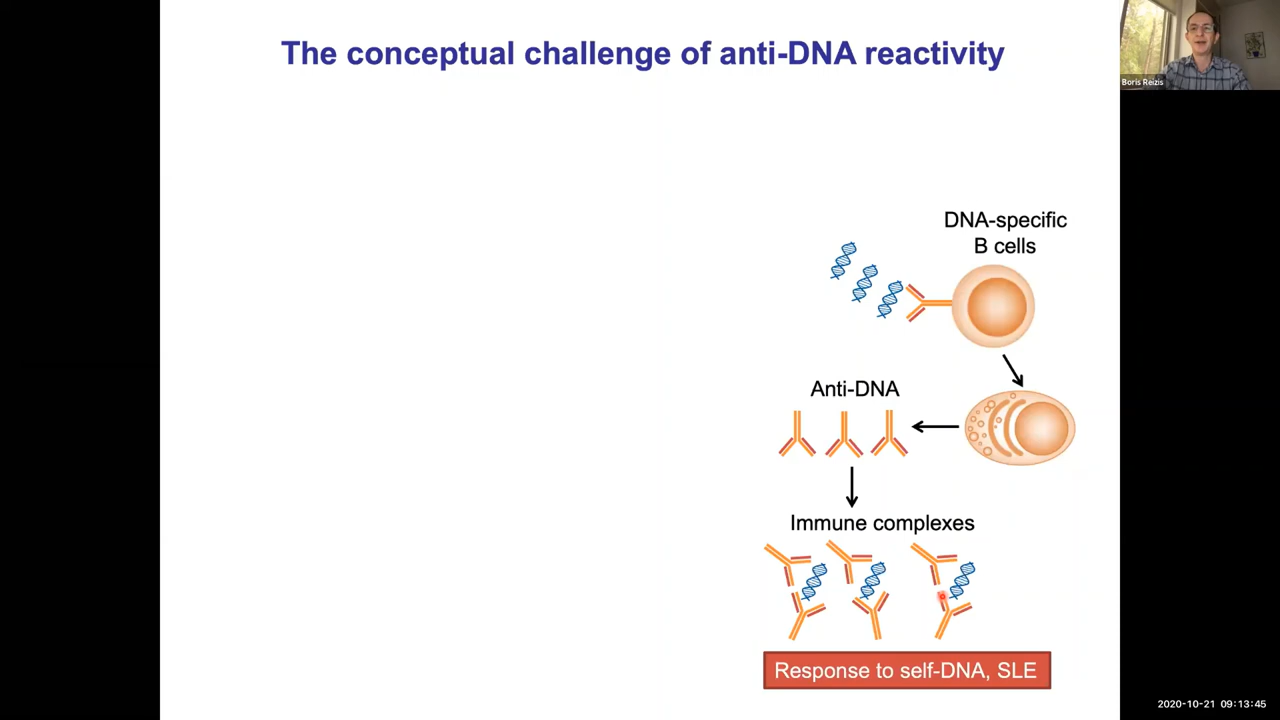 The conceptual challenge of anti-DNA reactivity
Boris Reizis
DNA-specific
B cells
Anti-DNA
Immune complexes
Response to self-DNA, SLE
2020-10-21 09:13:45